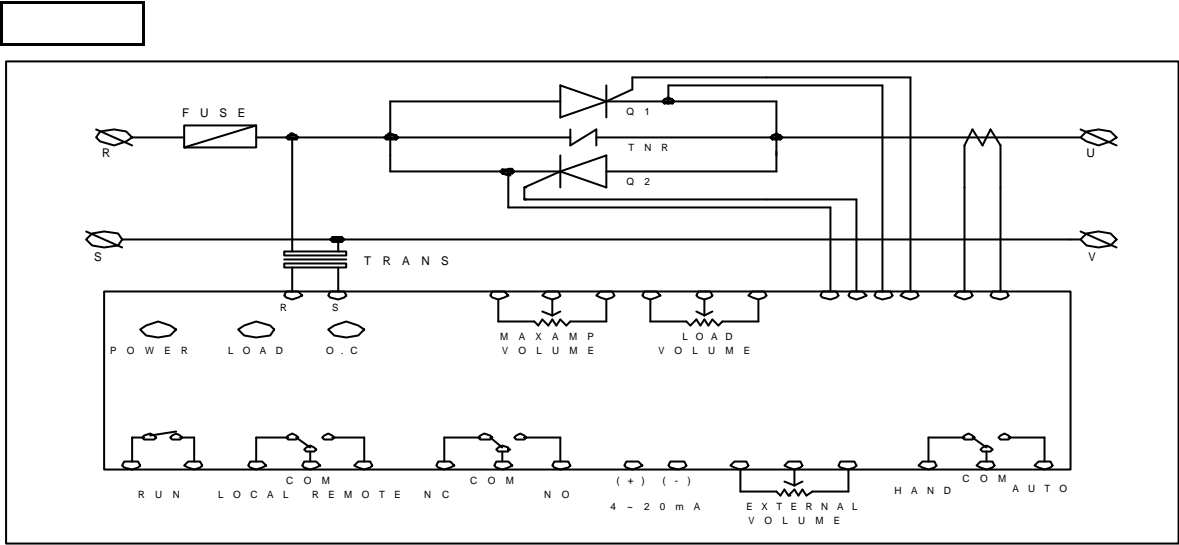 FUSE
Q1
R
TNR
U
Q2
S
TRANS
V
R S
MAXAMP
VOLUME
LOAD
VOLUME
POWER LOAD O.C
RUN
LOCAL COM REMOTE
NC COM NO
(+) (-)
4~20mA
EXTERNAL
VOLUME
HAND COM AUTO